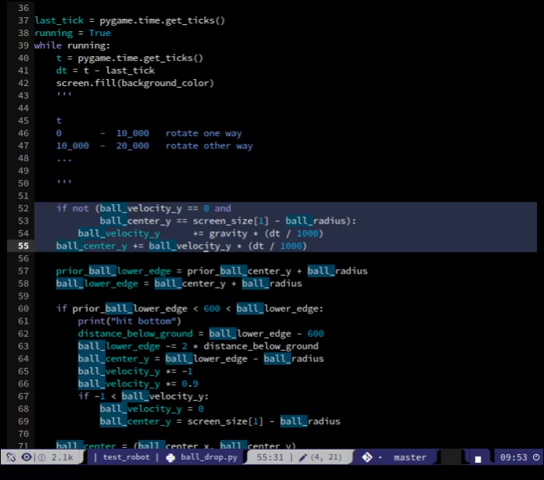 36
37 last_tick = pygame.time.get_ticks()
38 running = True
39 while running:
40     t = pygame.time.get_ticks()
41     dt = t - last_tick
42     screen.fill(background_color)
43     '''
44
45     t
46     0      - 10_000   rotate one way
47     10_000 - 20_000   rotate other way
48     ...
49
50     '''
51
52     if not (ball_velocity_y == 0 and
53             ball_center_y == screen_size[1] - ball_radius):
54         ball_velocity_y      += gravity * (dt / 1000)
55     ball_center_y += ball_velocity_y * (dt / 1000)
56
57     prior_ball_lower_edge = prior_ball_center_y + ball_radius
58     ball_lower_edge = ball_center_y + ball_radius
59
60     if prior_ball_lower_edge < 600 < ball_lower_edge:
61         print("hit bottom")
62         distance_below_ground = ball_lower_edge - 600
63         ball_lower_edge -= 2 * distance_below_ground
64         ball_center_y = ball_lower_edge - ball_radius
65         ball_velocity_y *= -1
66         ball_velocity_y *= 0.9
67         if -1 < ball_velocity_y:
68             ball_velocity_y = 0
69             ball_center_y = screen_size[1] - ball_radius
70
71     ball_center = (ball_center_x, ball_center_y)
2.1k | test_robot | ball_drop.py 55:31 | (4, 21) master 09:53